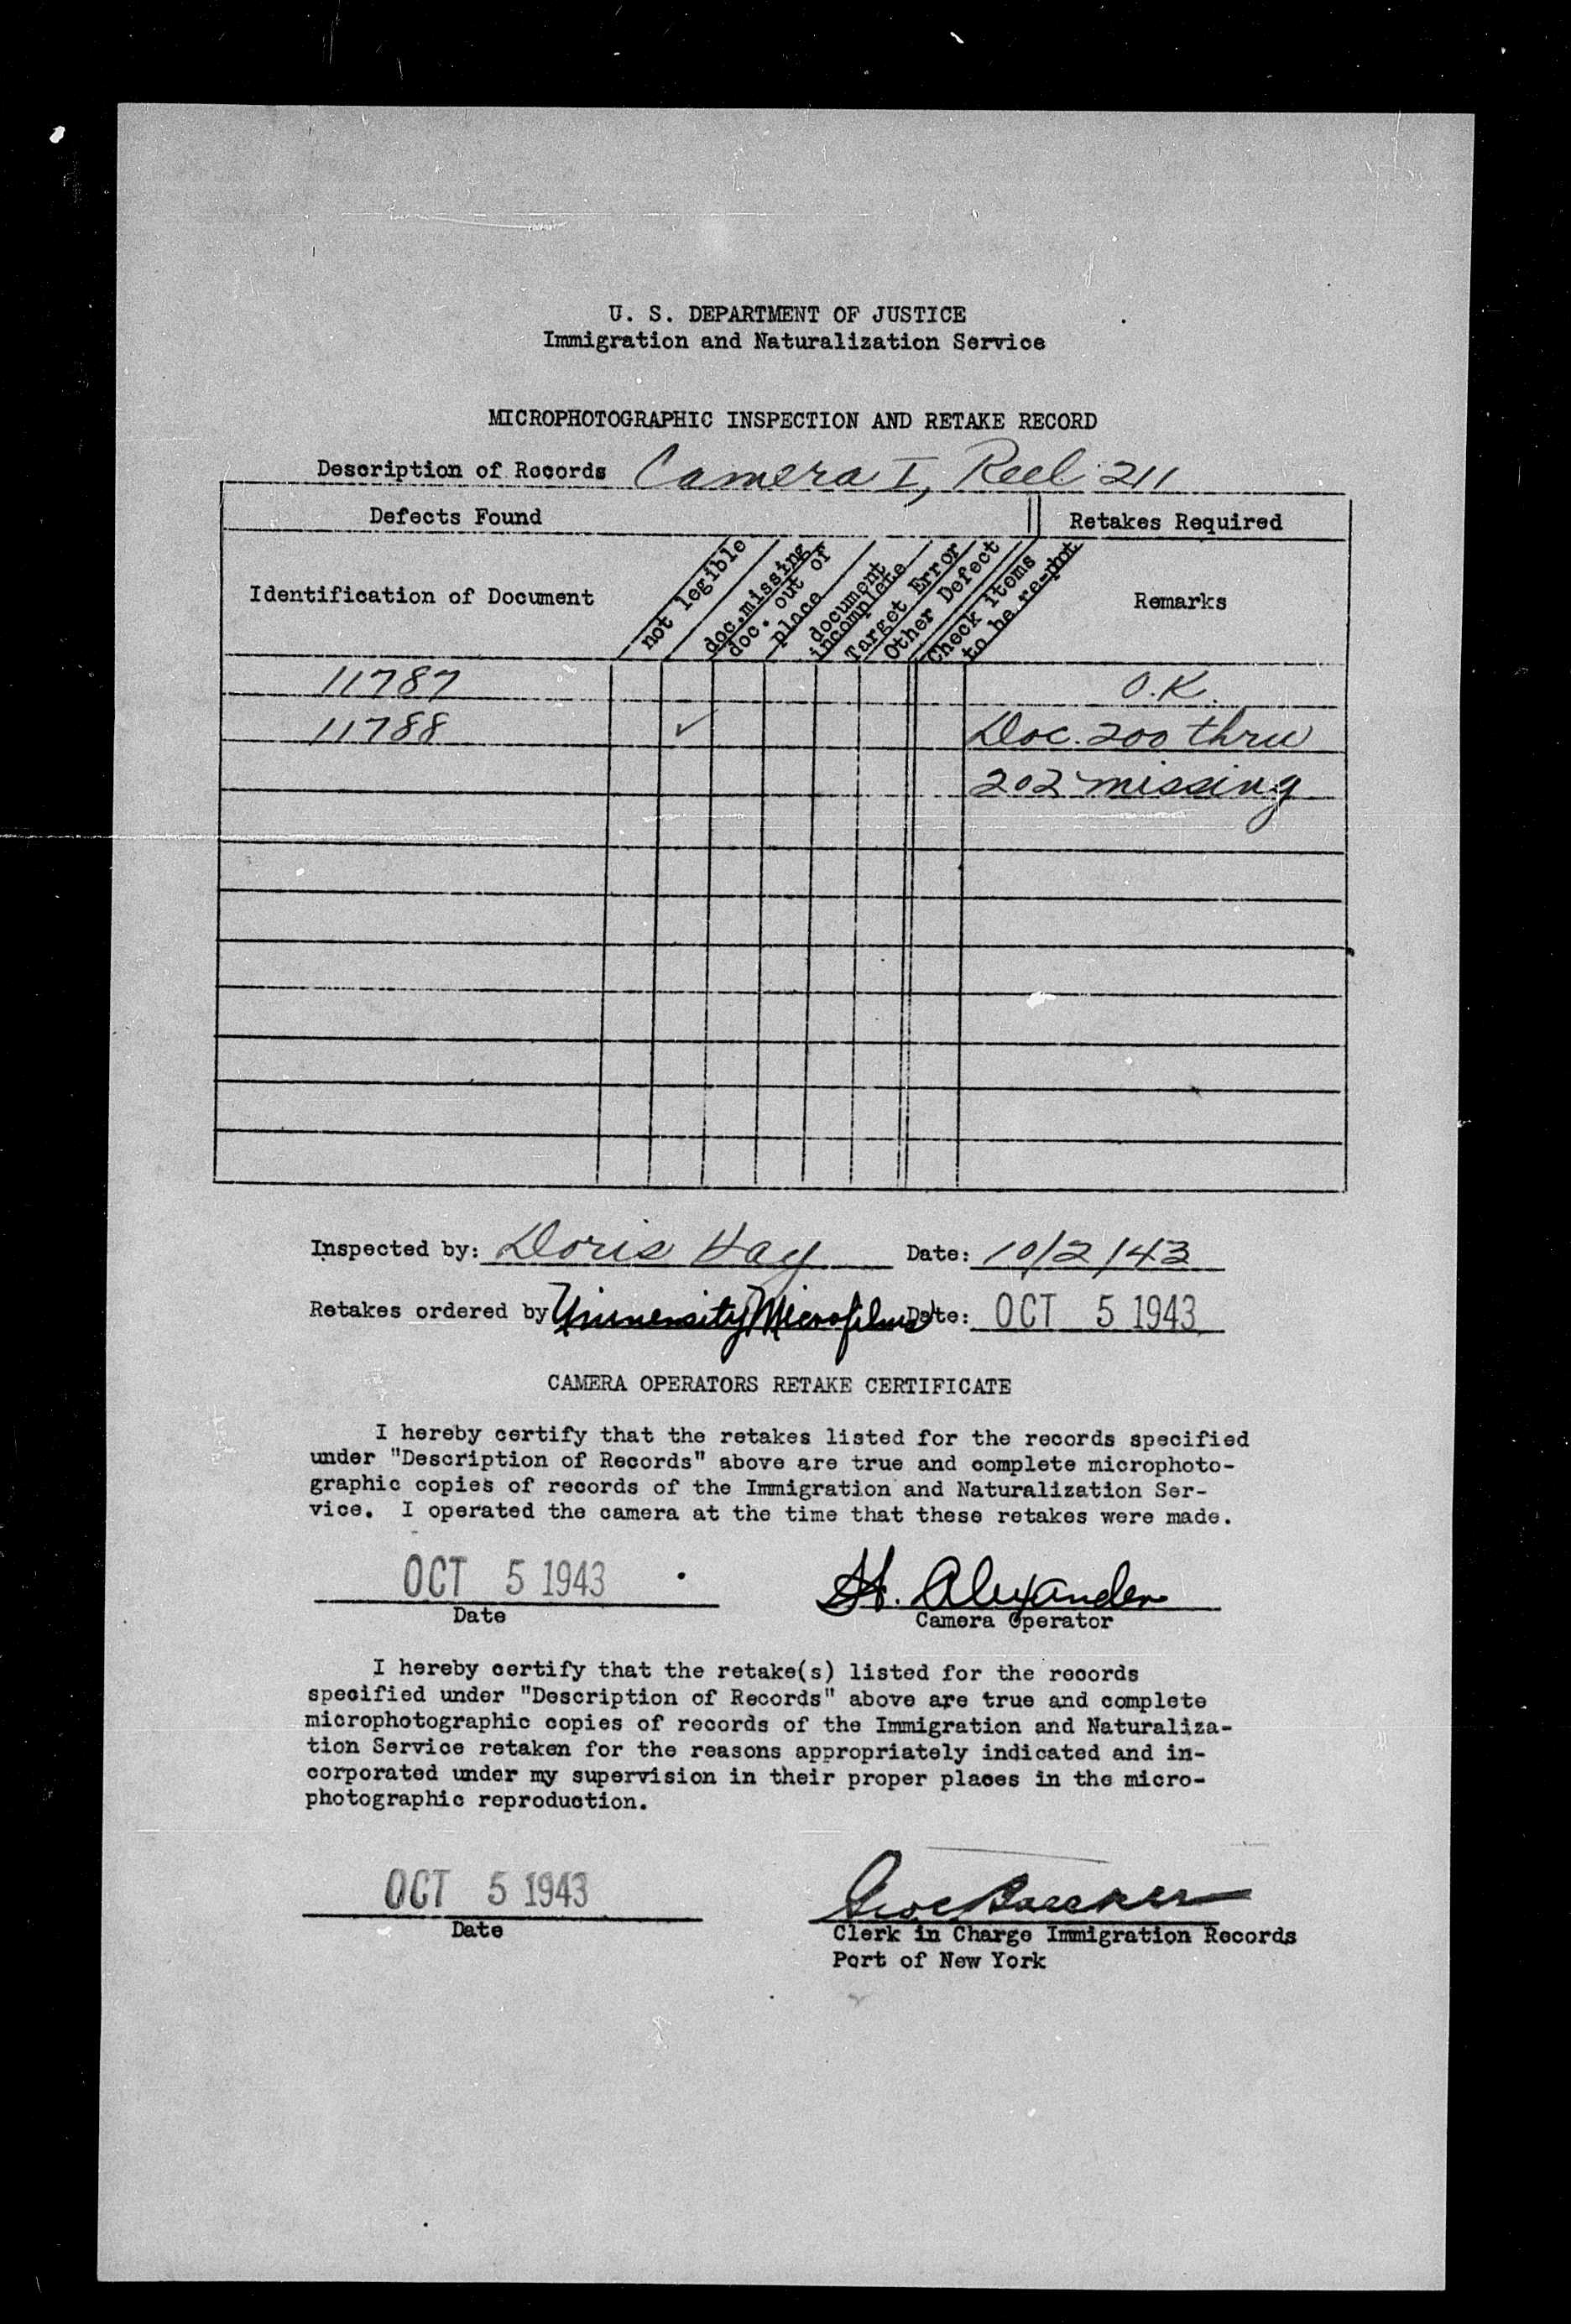 U. S. DEPARTMENT OF JUSTICE
Immigration and Naturalization Service
MICROPHOTOGRAPHIC INSPECTION AND RETAKE RECORD
Description of Records Camera I, Reel 211
Defects Found Retakes Required
Identification of Document
not legible
doc. missing
doc. out of
place
document
incomplete
Target Error
Other Defect
Check items
to be re-phot
Remarks
11787 O.K.
11788 ✓ Doc. 200 thru
202 missing
Inspected by: Doris Hay Date: 10/2/43
Retakes ordered by University Microfilms Date: OCT 5 1943
CAMERA OPERATORS RETAKE CERTIFICATE
I hereby certify that the retakes listed for the records specified
under "Description of Records" above are true and complete microphoto-
graphic copies of records of the Immigration and Naturalization Ser-
vice. I operated the camera at the time that these retakes were made.
OCT 5 1943 H. Alexander
Date Camera Operator
I hereby certify that the retake(s) listed for the records
specified under "Description of Records" above are true and complete
microphotographic copies of records of the Immigration and Naturaliza-
tion Service retaken for the reasons appropriately indicated and in-
corporated under my supervision in their proper places in the micro-
photographic reproduction.
OCT 5 1943
Date Clerk in Charge Immigration Records
Port of New York